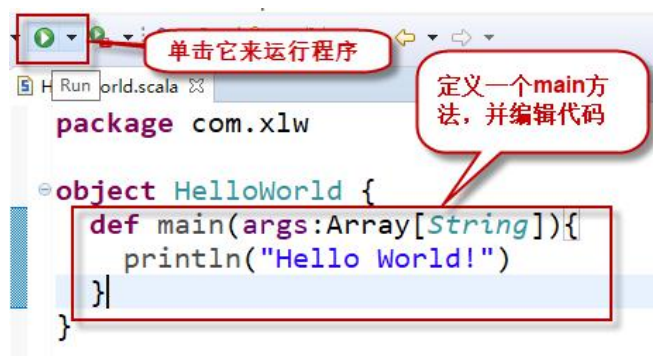 单击它来运行程序
H
Run
orld.scala
定义一个main方
法，并编辑代码
package com.xlw
object HelloWorld {
def main(args:Array[String]){
println("Hello World!")
}
}